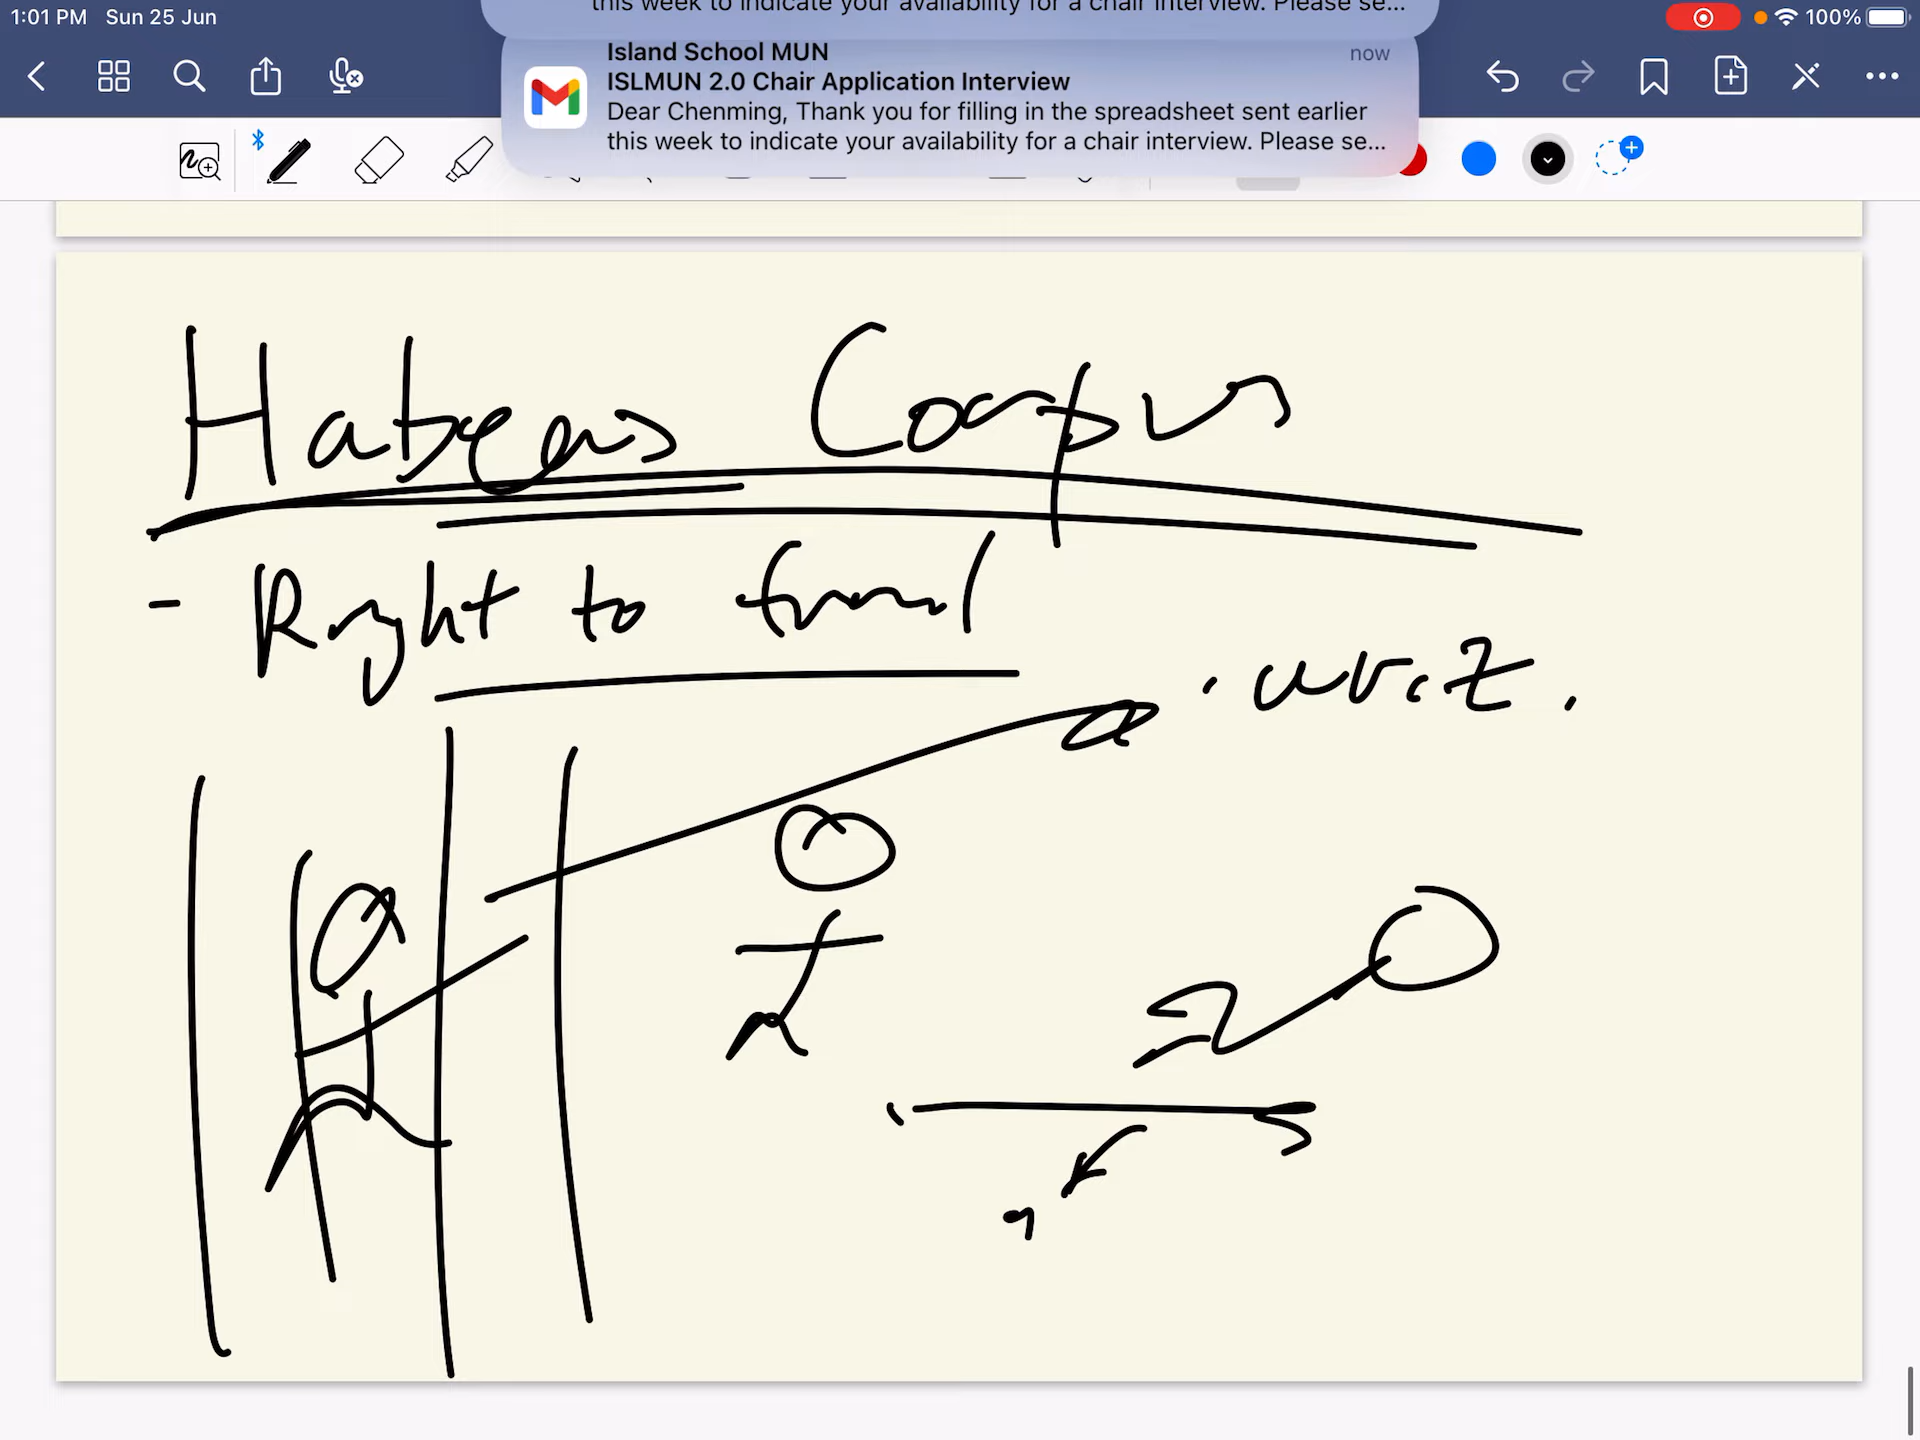 1:01 PM Sun 25 Jun
100%
this week to indicate your availability for a chair interview. Please se...
Island School MUN
now
ISLMUN 2.0 Chair Application Interview
Dear Chenming, Thank you for filling in the spreadsheet sent earlier
this week to indicate your availability for a chair interview. Please se...
Habeas Corpus
- Right to
writ.